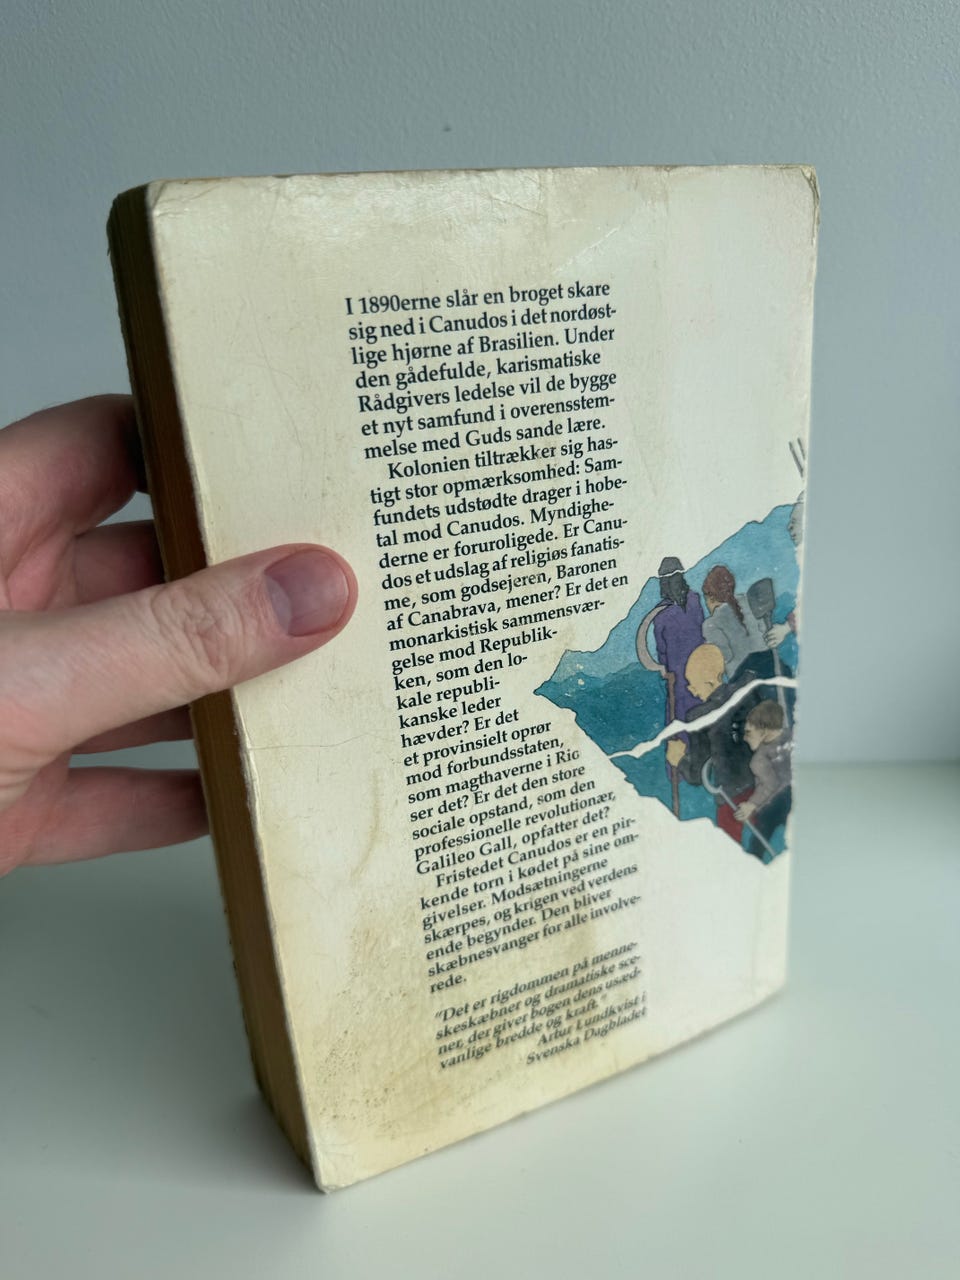 I 1890erne slår en broget skare
sig ned i Canudos i det nordøst-
lige hjørne af Brasilien. Under
den gådefulde, karismatiske
Rådgivers ledelse vil de bygge
et nyt samfund i overensstem-
melse med Guds sande lære.
Kolonien tiltrækker sig has-
tigt stor opmærksomhed: Sam-
fundets udstødte drager i hobe-
tal mod Canudos. Myndighe-
derne er foruroligede. Er Canu-
dos et udslag af religiøs fanatis-
me, som godsejeren, Baronen
af Canabrava, mener? Er det en
monarkistisk sammensvær-
gelse mod Republik-
ken, som den lo-
kale republi-
kanske leder
hævder? Er det
et provinsielt oprør
mod forbundsstaten,
som magthaverne i Rio
ser det? Er det den store
sociale opstand, som den
professionelle revolutionær,
Galileo Gall, opfatter det?
Fristedet Canudos er en pir-
kende torn i kødet på sine om-
givelser. Modsætningerne
skærpes, og krigen ved verdens
ende begynder. Den bliver
skæbnesvanger for alle involve-
rede.
"Det er rigdommen på menne-
skeskæbner og dramatiske sce-
ner, der giver bogen dens usæd-
vanlige bredde og kraft."
Artur Lundkvist i
Svenska Dagbladet